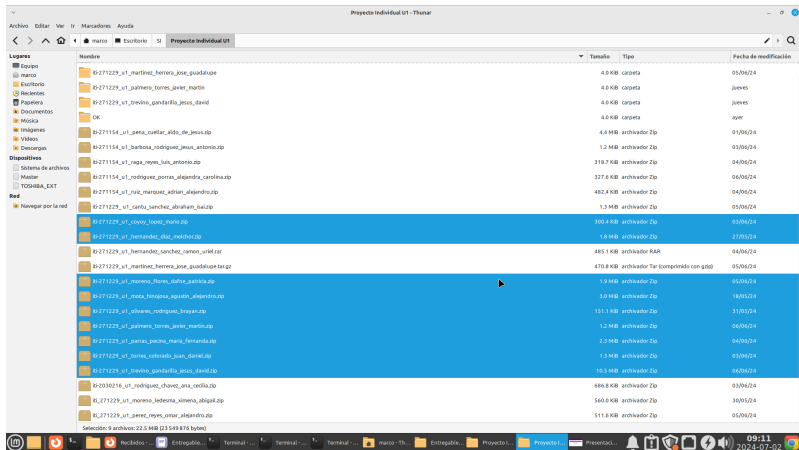 Proyecto Individual U1 - Thunar
Archivo Editar Ver Ir Marcadores Ayuda
marco Escritorio SI Proyecto Individual U1
Lugares
Equipo
marco
Escritorio
Recientes
Papelera
Documentos
Música
Imágenes
Vídeos
Descargas
Dispositivos
Sistema de archivos
Master
TOSHIBA_EXT
Red
Navegar por la red
Nombre Tamaño Tipo Fecha de modificación
iti-271229_u1_martinez_herrera_jose_guadalupe 4.0 KiB carpeta 05/06/24
iti-271229_u1_palmero_torres_javier_martin 4.0 KiB carpeta jueves
iti-271229_u1_trevino_gandarilla_jesus_david 4.0 KiB carpeta jueves
OK 4.0 KiB carpeta ayer
iti-271154_u1_pena_cuellar_aldo_de_jesus.zip 4.4 MiB archivador Zip 01/06/24
iti-271154_u1_barbosa_rodriguez_jesus_antonio.zip 1.2 MiB archivador Zip 03/06/24
iti-271154_u1_raga_reyes_luis_antonio.zip 318.7 KiB archivador Zip 04/06/24
iti-271154_u1_rodriguez_porras_alejandra_carolina.zip 327.6 KiB archivador Zip 06/06/24
iti-271154_u1_ruiz_marquez_adrian_alejandro.zip 482.4 KiB archivador Zip 04/06/24
iti-271229_u1_cantu_sanchez_abraham_isai.zip 1.3 MiB archivador Zip 05/06/24
iti-271229_u1_coyoy_lopez_mario.zip 300.4 KiB archivador Zip 03/06/24
iti-271229_u1_hernandez_diaz_melchor.zip 1.8 MiB archivador Zip 27/05/24
iti-271229_u1_hernandez_sanchez_ramon_uriel.rar 485.1 KiB archivador RAR 04/06/24
iti-271229_u1_martinez_herrera_jose_guadalupe.tar.gz 470.8 KiB archivador Tar (comprimido con gzip) 05/06/24
iti-271229_u1_moreno_flores_dafne_patricia.zip 1.9 MiB archivador Zip 05/06/24
iti-271229_u1_mota_hinojosa_agustin_alejandro.zip 3.0 MiB archivador Zip 18/05/24
iti-271229_u1_olivares_rodriguez_brayan.zip 151.1 KiB archivador Zip 31/05/24
iti-271229_u1_palmero_torres_javier_martin.zip 1.2 MiB archivador Zip 06/06/24
iti-271229_u1_parras_pecina_maria_fernanda.zip 2.3 MiB archivador Zip 04/06/24
iti-271229_u1_torres_colorado_juan_daniel.zip 1.3 MiB archivador Zip 03/06/24
iti-271229_u1_trevino_gandarilla_jesus_david.zip 10.5 MiB archivador Zip 06/06/24
iti-2030216_u1_rodriguez_chavez_ana_cecilia.zip 686.8 KiB archivador Zip 03/06/24
iti_271229_u1_moreno_ledesma_ximena_abigail.zip 560.0 KiB archivador Zip 30/05/24
iti_271229_u1_perez_reyes_omar_alejandro.zip 511.6 KiB archivador Zip 05/06/24
Selección: 9 archivos: 22.5 MiB (23 549 876 bytes)
Recibidos - ... Entregable... Terminal - ... Terminal - ... Terminal - ... marco - Th... Entregable... Proyecto I... Proyecto I... Presentaci...
09:11
2024-07-02